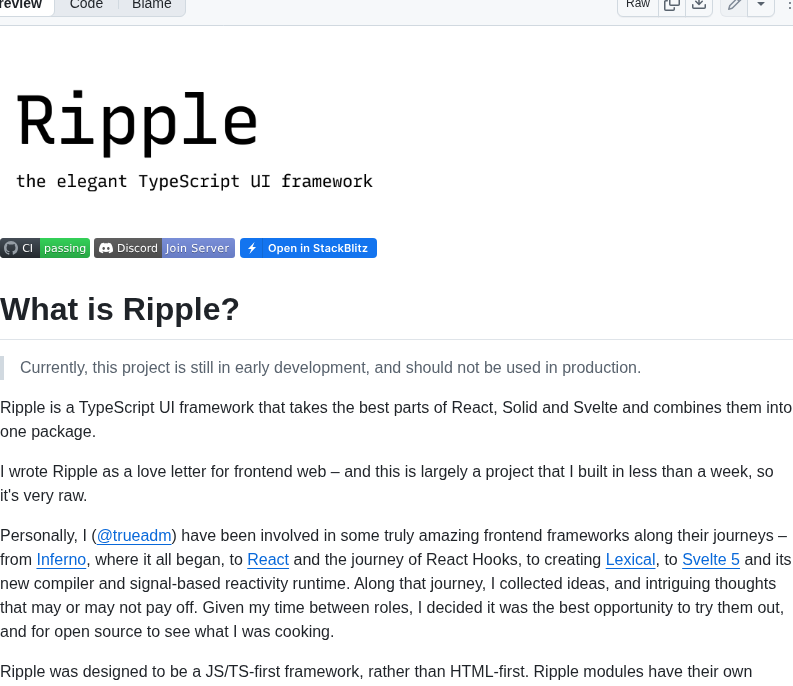 Preview Code Blame Raw
Ripple
the elegant TypeScript UI framework
CI passing Discord Join Server Open in StackBlitz
What is Ripple?
Currently, this project is still in early development, and should not be used in production.
Ripple is a TypeScript UI framework that takes the best parts of React, Solid and Svelte and combines them into
one package.
I wrote Ripple as a love letter for frontend web – and this is largely a project that I built in less than a week, so
it's very raw.
Personally, I (@trueadm) have been involved in some truly amazing frontend frameworks along their journeys –
from Inferno, where it all began, to React and the journey of React Hooks, to creating Lexical, to Svelte 5 and its
new compiler and signal-based reactivity runtime. Along that journey, I collected ideas, and intriguing thoughts
that may or may not pay off. Given my time between roles, I decided it was the best opportunity to try them out,
and for open source to see what I was cooking.
Ripple was designed to be a JS/TS-first framework, rather than HTML-first. Ripple modules have their own